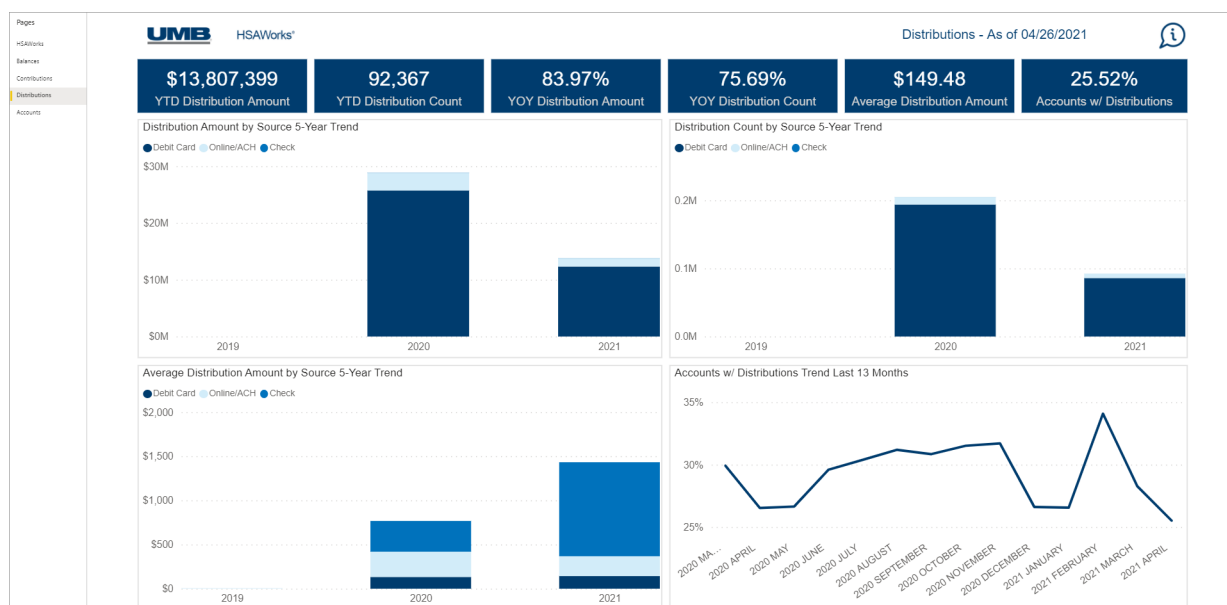 Pages
HSAWorks
Balances
Contributions
Distributions
Accounts
UMB HSAWorks®
Distributions - As of 04/26/2021
$13,807,399
YTD Distribution Amount
92,367
YTD Distribution Count
83.97%
YOY Distribution Amount
75.69%
YOY Distribution Count
$149.48
Average Distribution Amount
25.52%
Accounts w/ Distributions
Distribution Amount by Source 5-Year Trend
Debit Card Online/ACH Check
$30M
$20M
$10M
$0M
2019 2020 2021
Distribution Count by Source 5-Year Trend
Debit Card Online/ACH Check
0.2M
0.1M
0.0M
2019 2020 2021
Average Distribution Amount by Source 5-Year Trend
Debit Card Online/ACH Check
$2,000
$1,500
$1,000
$500
$0
2019 2020 2021
Accounts w/ Distributions Trend Last 13 Months
35%
30%
25%
2020 MA...
2020 APRIL
2020 MAY
2020 JUNE
2020 JULY
2020 AUGUST
2020 SEPTEMBER
2020 OCTOBER
2020 NOVEMBER
2020 DECEMBER
2021 JANUARY
2021 FEBRUARY
2021 MARCH
2021 APRIL